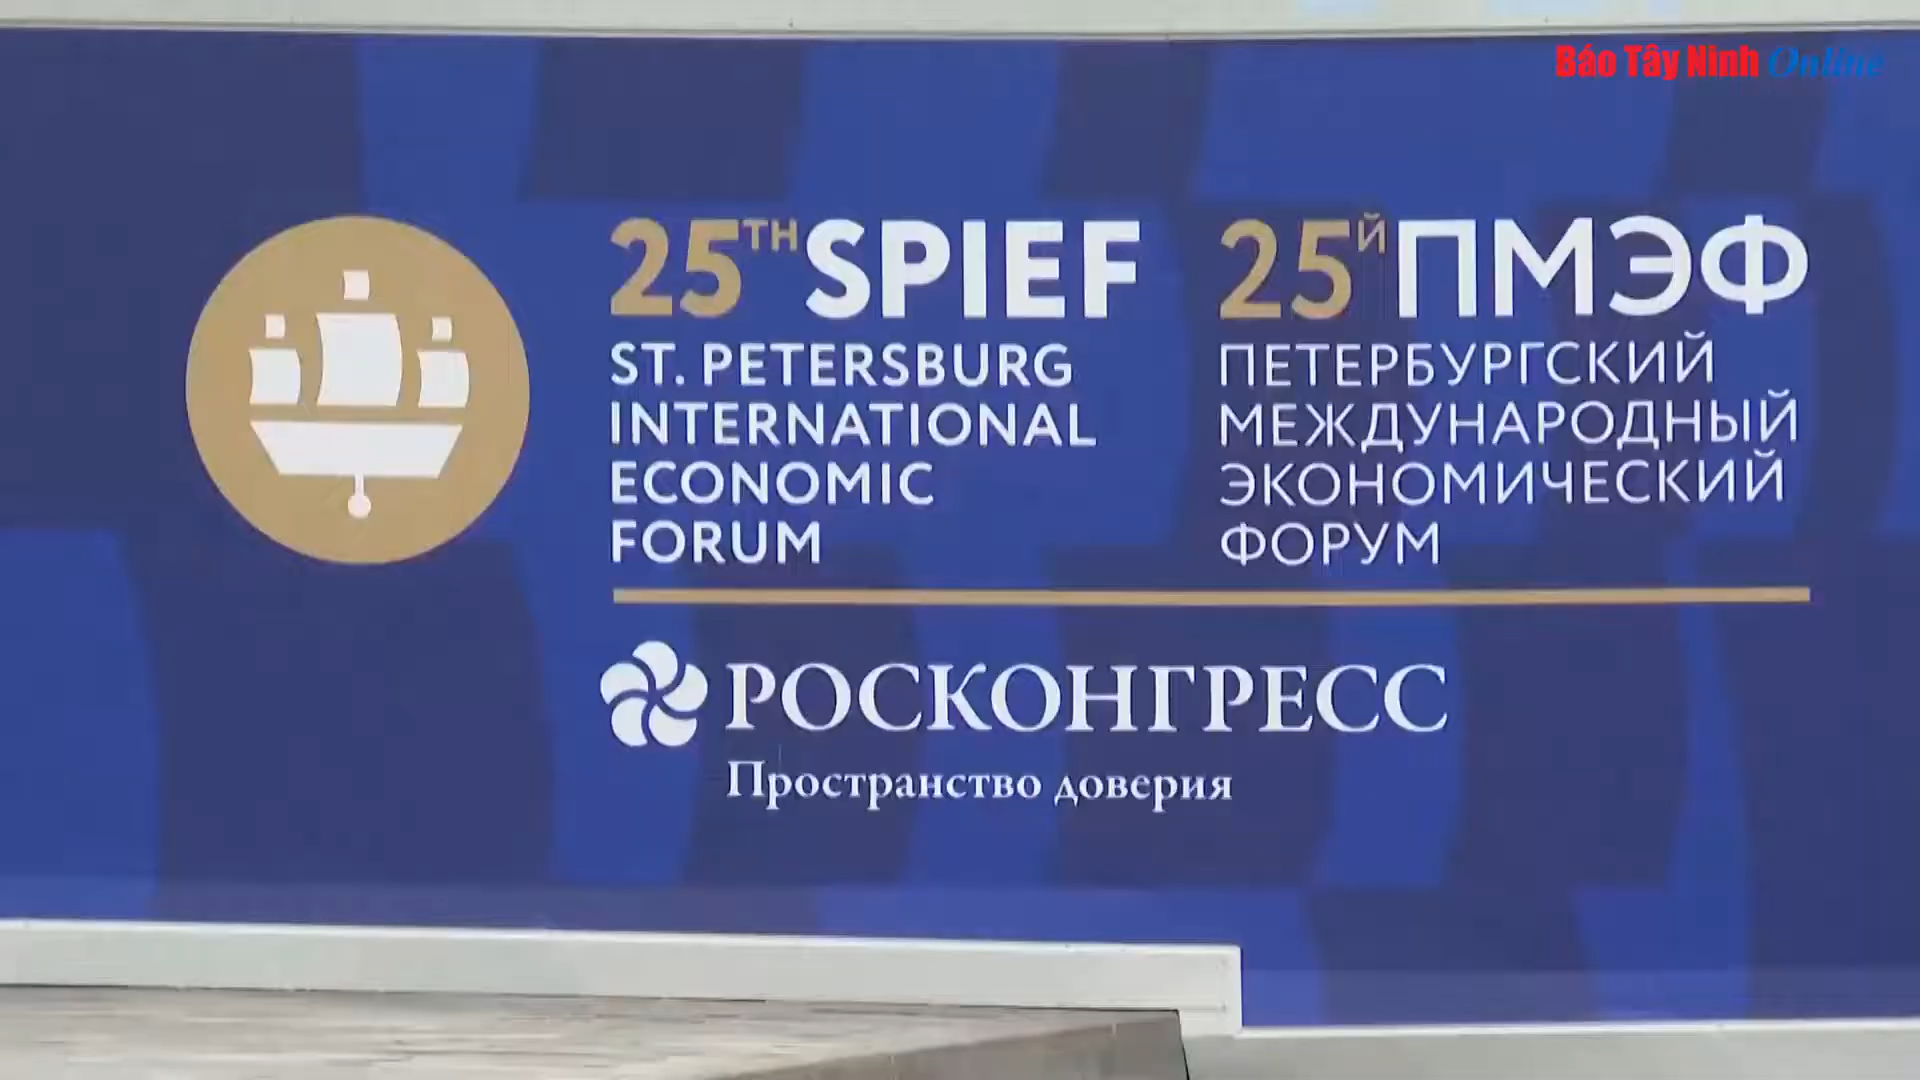 Báo Tây Ninh Online
25TH SPIEF
ST. PETERSBURG
INTERNATIONAL
ECONOMIC
FORUM
25Й ПМЭФ
ПЕТЕРБУРГСКИЙ
МЕЖДУНАРОДНЫЙ
ЭКОНОМИЧЕСКИЙ
ФОРУМ
РОСКОНГРЕСС
Пространство доверия